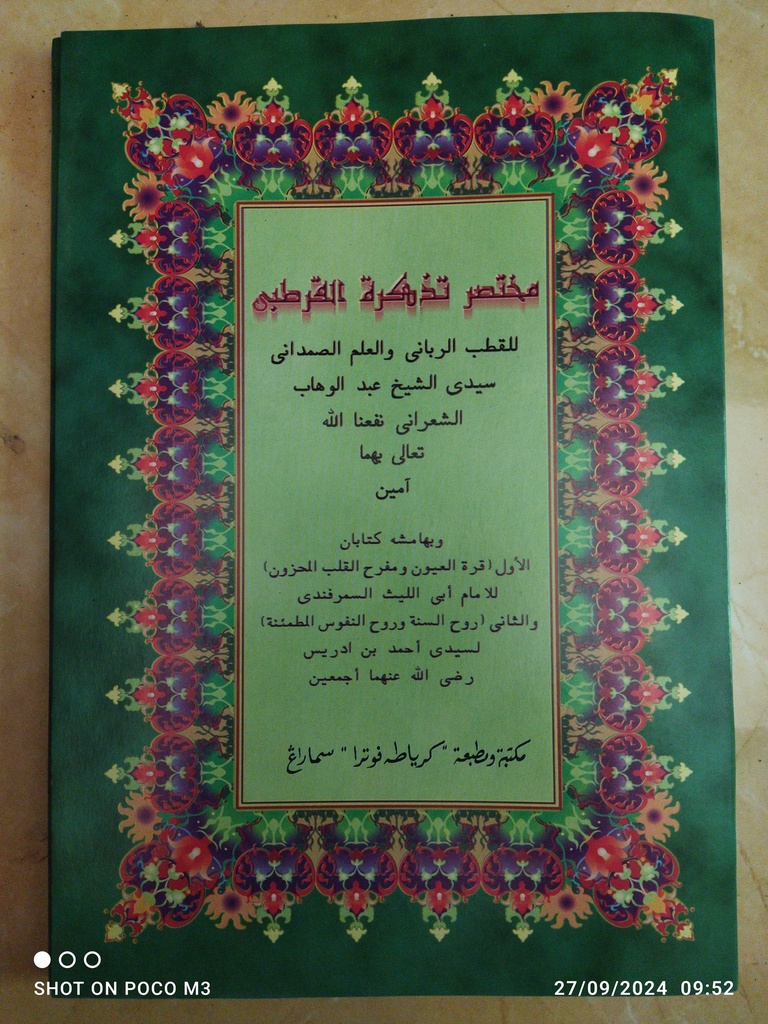 مختصر تذكرة القرطبى
للقطب الربانى والعلم الصمدانى
سيدى الشيخ عبد الوهاب
الشعرانى نفعنا الله
تعالى بهما
آمين
وبهامشه كتابان
الأول (قرة العيون ومفرح القلب المحزون)
للامام أبى الليث السمرفندى
والثانى (روح السنة وروح النفوس المطمئنة)
لسيدى أحمد بن ادريس
رضى الله عنهما أجمعين
مكتبة ومطبعة "كرياطه فوترا" سماراڠ
SHOT ON POCO M3
27/09/2024 09:52